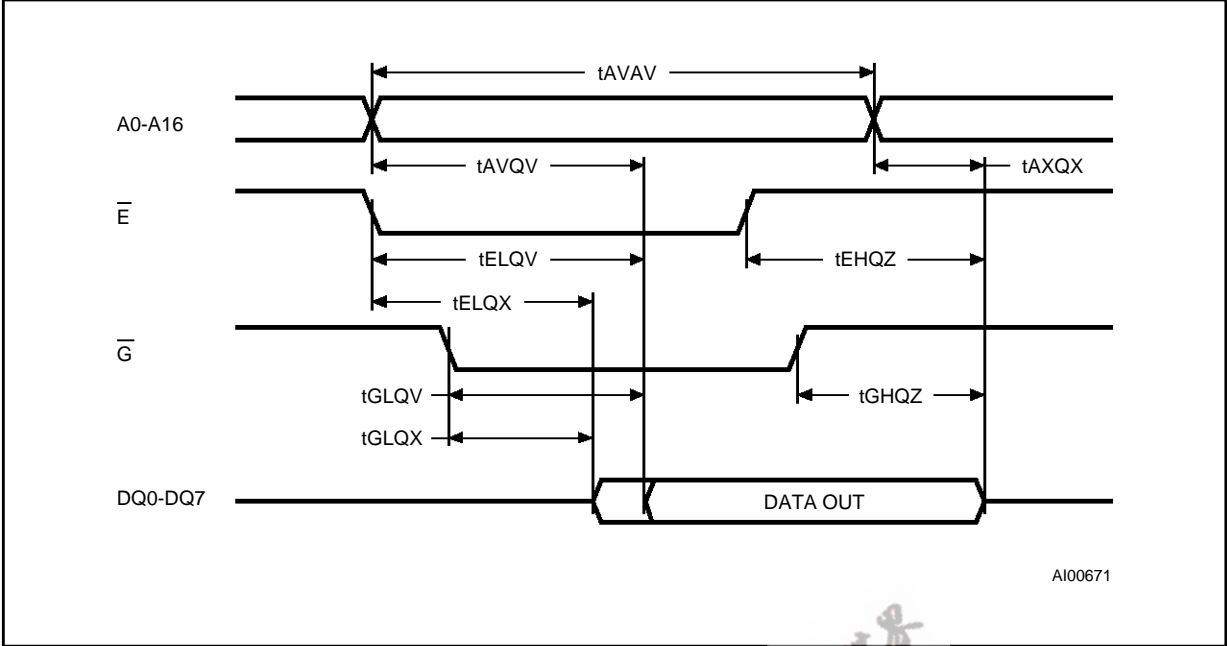 tAVAV
A0-A16
tAVQV
tAXQX
E
tELQV
tEHQZ
tELQX
G
tGLQV
tGHQZ
tGLQX
DQ0-DQ7
DATA OUT
AI00671